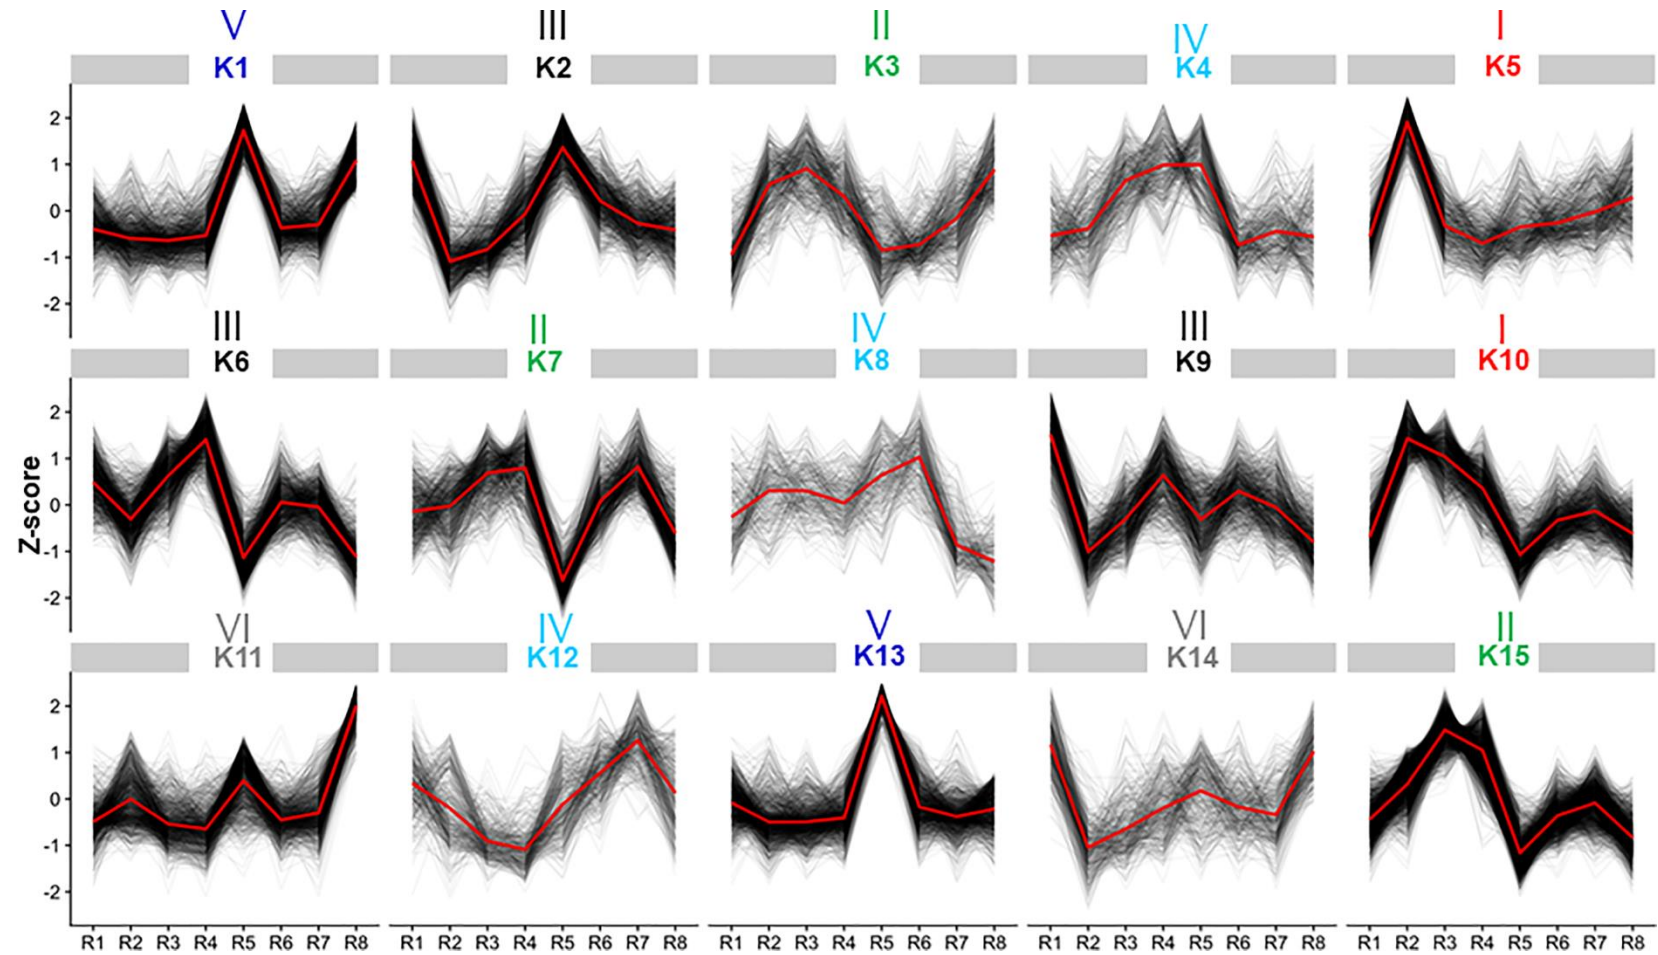 V III II IV I
K1 K2 K3 K4 K5
2
1
0
-1
-2
III II IV III I
K6 K7 K8 K9 K10
Z-score
2
1
0
-1
-2
VI IV V VI II
K11 K12 K13 K14 K15
2
1
0
-1
-2
R1 R2 R3 R4 R5 R6 R7 R8 R1 R2 R3 R4 R5 R6 R7 R8 R1 R2 R3 R4 R5 R6 R7 R8 R1 R2 R3 R4 R5 R6 R7 R8 R1 R2 R3 R4 R5 R6 R7 R8